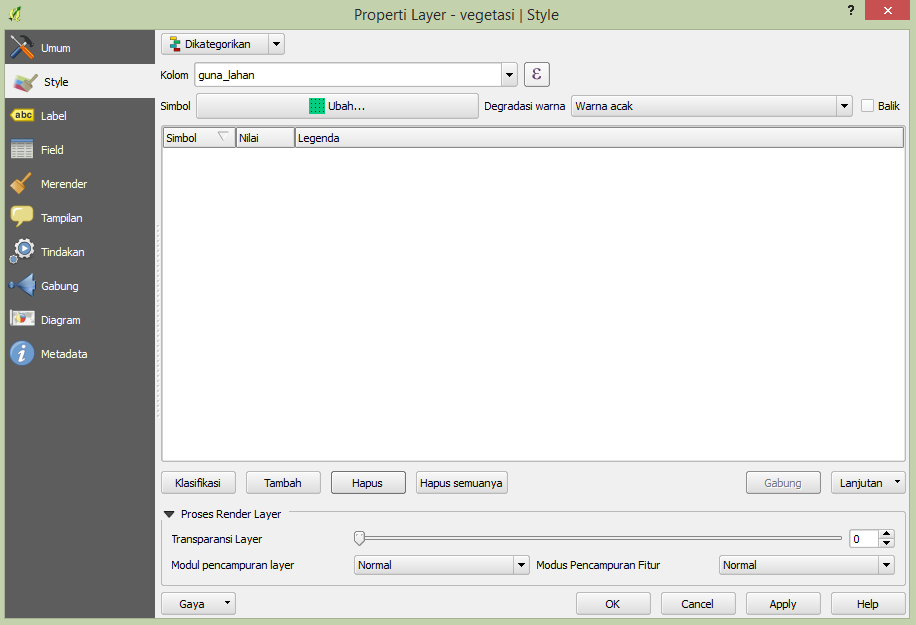 Properti Layer - vegetasi | Style
?
Umum
Style
abc Label
Field
Merender
Tampilan
Tindakan
Gabung
Diagram
Metadata
Dikategorikan
Kolom guna_lahan ε
Simbol Ubah... Degradasi warna Warna acak Balik
Simbol Nilai Legenda
Klasifikasi Tambah Hapus Hapus semuanya Gabung Lanjutan
Proses Render Layer
Transparansi Layer 0
Modul pencampuran layer Normal Modus Pencampuran Fitur Normal
Gaya OK Cancel Apply Help